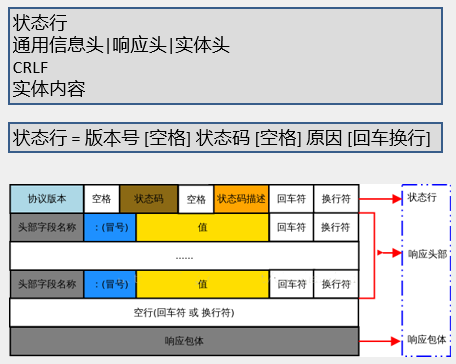 状态行
通用信息头|响应头|实体头
CRLF
实体内容
状态行 = 版本号 [空格] 状态码 [空格] 原因 [回车换行]
协议版本 空格 状态码 空格 状态码描述 回车符 换行符 状态行
头部字段名称 :(冒号) 值 回车符 换行符
...... 响应头部
头部字段名称 :(冒号) 值 回车符 换行符
空行(回车符 或 换行符)
响应包体 响应包体